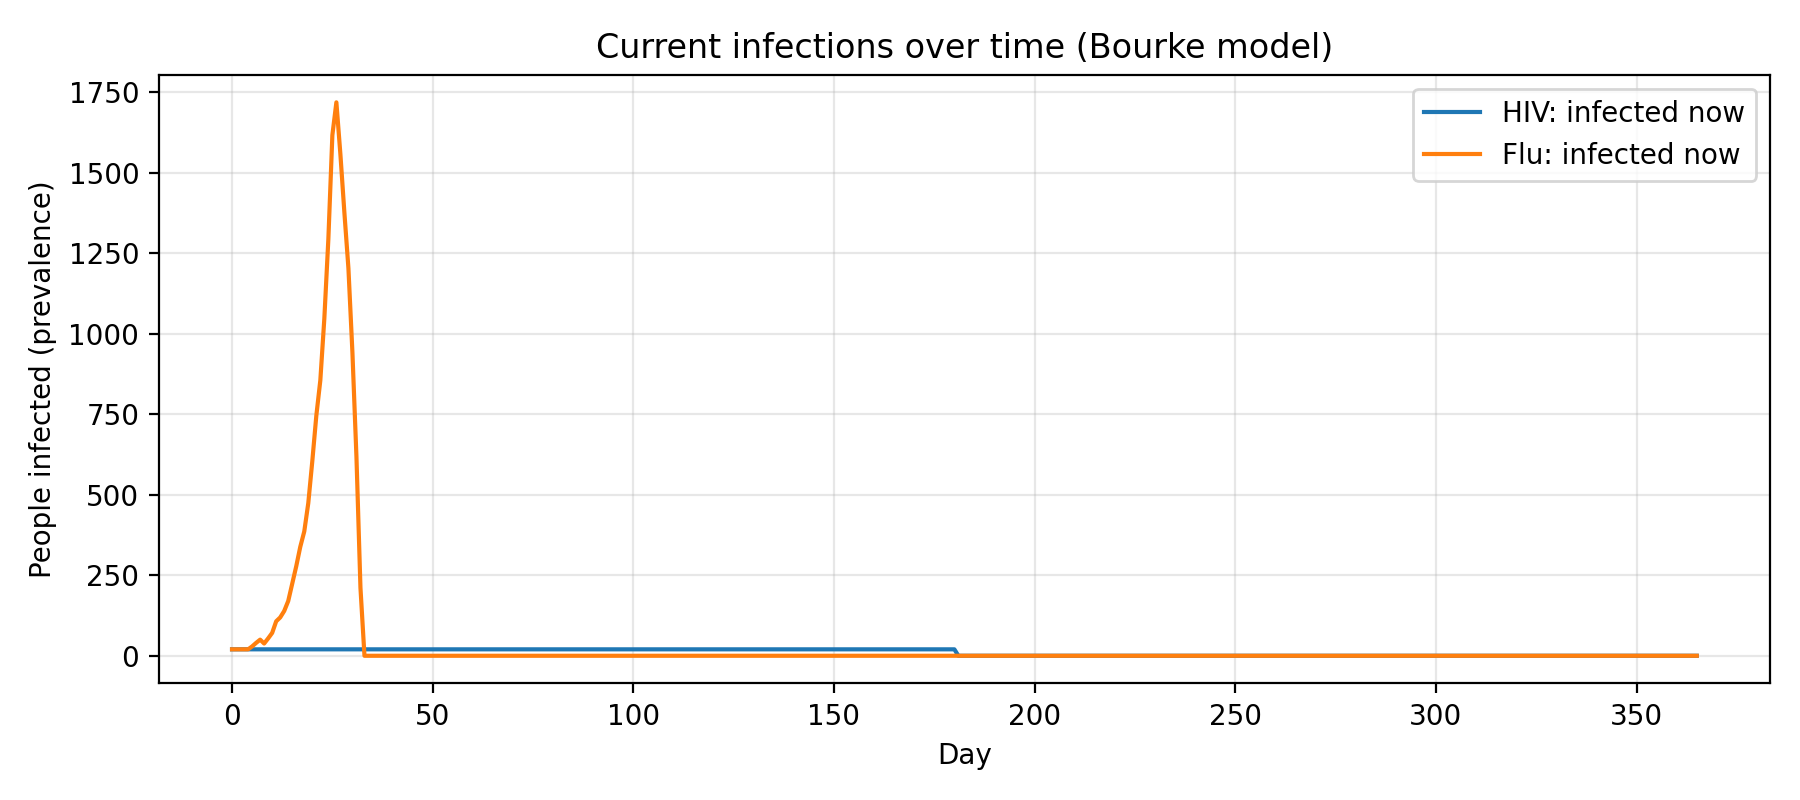 Current infections over time (Bourke model)
HIV: infected now
Flu: infected now
People infected (prevalence)
1750
1500
1250
1000
750
500
250
0
0 50 100 150 200 250 300 350
Day